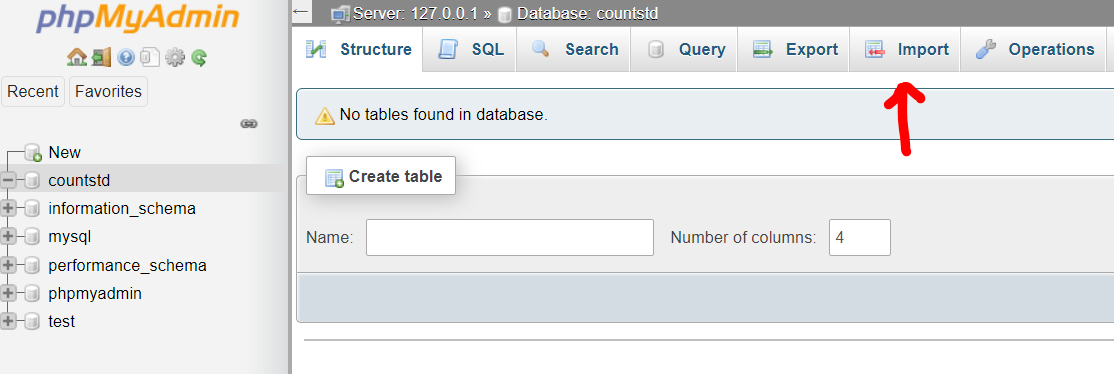 phpMyAdmin
Recent Favorites
New
countstd
information_schema
mysql
performance_schema
phpmyadmin
test
Server: 127.0.0.1 » Database: countstd
Structure SQL Search Query Export Import Operations
No tables found in database.
Create table
Name: Number of columns: 4